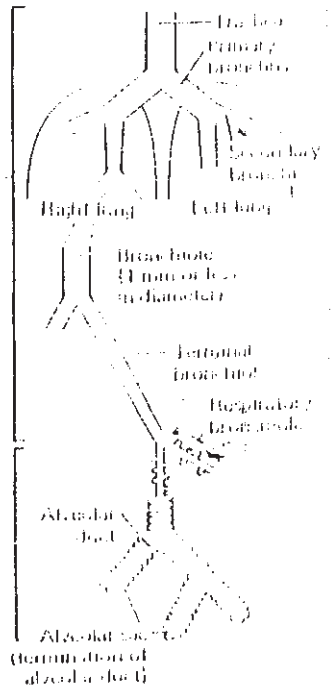 Trachea
Primary
bronchus
Secondary
bronchi
Right lung
Left lung
Bronchiole
(1 mm or less
in diameter)
Terminal
bronchiole
Respiratory
bronchiole
Alveolar
duct
Alveolar sacs
(termination of
alveolar duct)